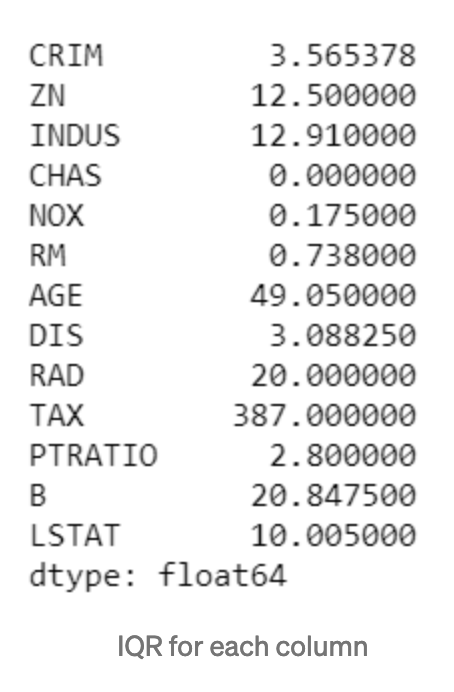 CRIM 3.565378
ZN 12.500000
INDUS 12.910000
CHAS 0.000000
NOX 0.175000
RM 0.738000
AGE 49.050000
DIS 3.088250
RAD 20.000000
TAX 387.000000
PTRATIO 2.800000
B 20.847500
LSTAT 10.005000
dtype: float64
IQR for each column